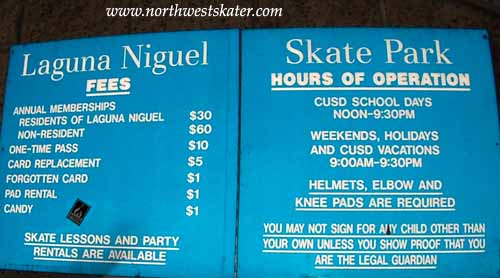 www.northwestskater.com
Laguna Niguel
FEES
ANNUAL MEMBERSHIPS
RESIDENTS OF LAGUNA NIGUEL $30
NON-RESIDENT $60
ONE-TIME PASS $10
CARD REPLACEMENT $5
FORGOTTEN CARD $1
PAD RENTAL $1
CANDY $1
SKATE LESSONS AND PARTY
RENTALS ARE AVAILABLE
Skate Park
HOURS OF OPERATION
CUSD SCHOOL DAYS
NOON-9:30PM
WEEKENDS, HOLIDAYS
AND CUSD VACATIONS
9:00AM-9:30PM
HELMETS, ELBOW AND
KNEE PADS ARE REQUIRED
YOU MAY NOT SIGN FOR ANY CHILD OTHER THAN
YOUR OWN UNLESS YOU SHOW PROOF THAT YOU
ARE THE LEGAL GUARDIAN